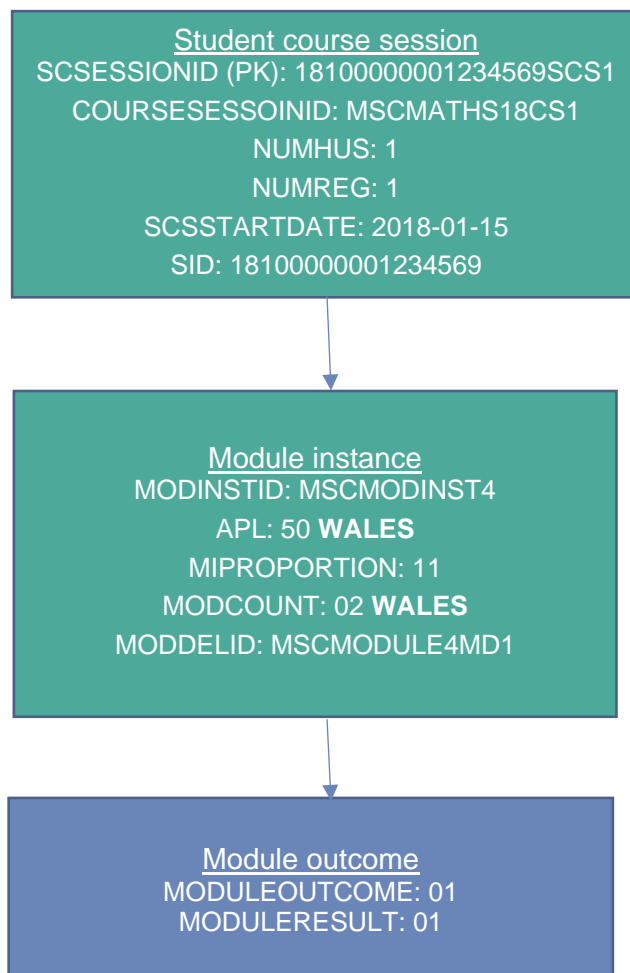 Student course session
SCSESSIONID (PK): 18100000001234569SCS1
COURSESESSOINID: MSCMATHS18CS1
NUMHUS: 1
NUMREG: 1
SCSSTARTDATE: 2018-01-15
SID: 18100000001234569
Module instance
MODINSTID: MSCMODINST4
APL: 50 WALES
MIPROPORTION: 11
MODCOUNT: 02 WALES
MODDELID: MSCMODULE4MD1
Module outcome
MODULEOUTCOME: 01
MODULERESULT: 01